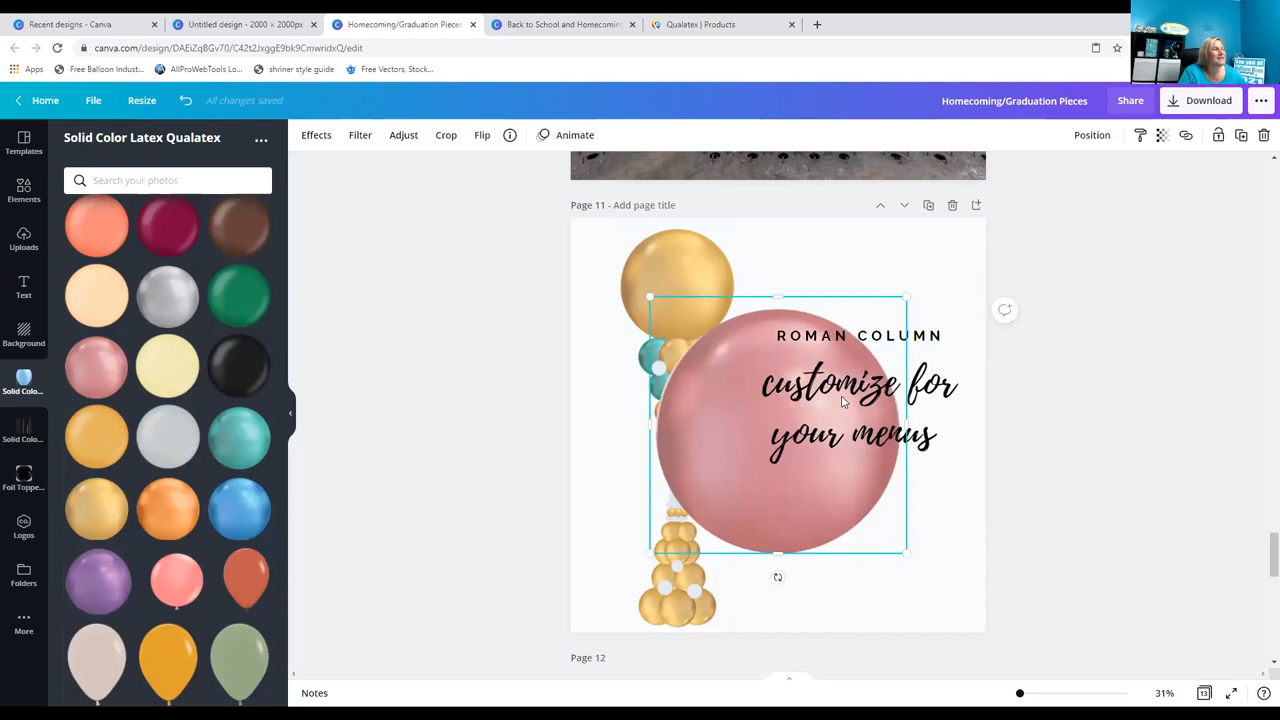 Recent designs - Canva
Untitled design - 2000 × 2000px
Homecoming/Graduation Pieces
Back to School and Homecomin
Qualatex | Products
canva.com/design/DAEiZqBGv70/C42t2JxggE9bk9CmwridxQ/edit
Apps
Free Balloon Indust...
AllProWebTools Lo...
shriner style guide
Free Vectors, Stock...
Home
File
Resize
All changes saved
Homecoming/Graduation Pieces
Share
Download
Templates
Elements
Uploads
Text
Background
Solid Colo...
Solid Colo...
Foil Toppe...
Logos
Folders
More
Solid Color Latex Qualatex
Search your photos
Effects
Filter
Adjust
Crop
Flip
Animate
Position
Page 11 - Add page title
ROMAN COLUMN
customize for
your menus
Page 12
Notes
31%
13